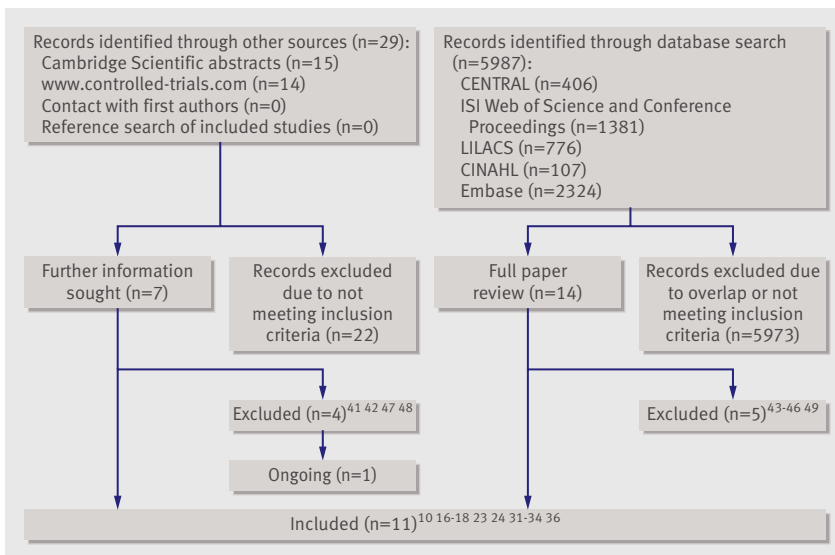 Records identified through other sources (n=29):
Cambridge Scientific abstracts (n=15)
www.controlled-trials.com (n=14)
Contact with first authors (n=0)
Reference search of included studies (n=0)
Records identified through database search
(n=5987):
CENTRAL (n=406)
ISI Web of Science and Conference
Proceedings (n=1381)
LILACS (n=776)
CINAHL (n=107)
Embase (n=2324)
Further information
sought (n=7)
Records excluded
due to not
meeting inclusion
criteria (n=22)
Full paper
review (n=14)
Records excluded due
to overlap or not
meeting inclusion
criteria (n=5973)
Excluded (n=4)41 42 47 48
Excluded (n=5)43-46 49
Ongoing (n=1)
Included (n=11)10 16-18 23 24 31-34 36